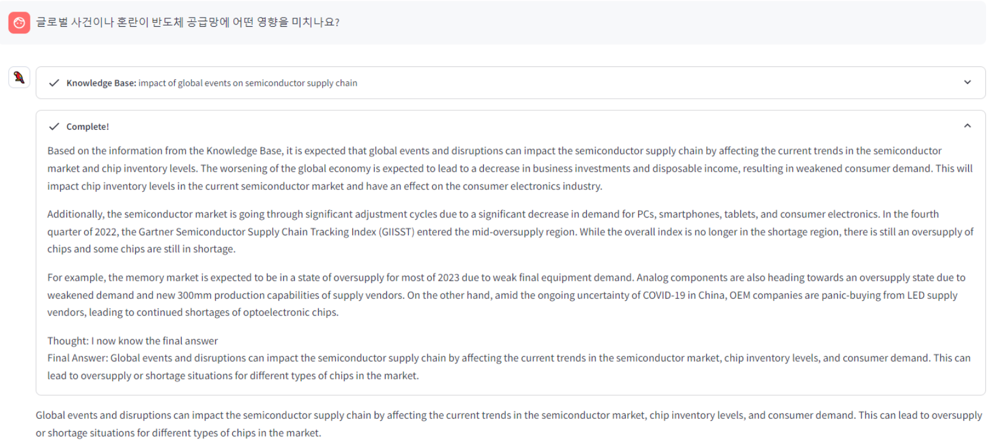 글로벌 사건이나 혼란이 반도체 공급망에 어떤 영향을 미치나요?
Knowledge Base: impact of global events on semiconductor supply chain
Complete!
Based on the information from the Knowledge Base, it is expected that global events and disruptions can impact the semiconductor supply chain by affecting the current trends in the semiconductor
market and chip inventory levels. The worsening of the global economy is expected to lead to a decrease in business investments and disposable income, resulting in weakened consumer demand. This will
impact chip inventory levels in the current semiconductor market and have an effect on the consumer electronics industry.
Additionally, the semiconductor market is going through significant adjustment cycles due to a significant decrease in demand for PCs, smartphones, tablets, and consumer electronics. In the fourth
quarter of 2022, the Gartner Semiconductor Supply Chain Tracking Index (GIISST) entered the mid-oversupply region. While the overall index is no longer in the shortage region, there is still an oversupply of
chips and some chips are still in shortage.
For example, the memory market is expected to be in a state of oversupply for most of 2023 due to weak final equipment demand. Analog components are also heading towards an oversupply state due to
weakened demand and new 300mm production capabilities of supply vendors. On the other hand, amid the ongoing uncertainty of COVID-19 in China, OEM companies are panic-buying from LED supply
vendors, leading to continued shortages of optoelectronic chips.
Thought: I now know the final answer
Final Answer: Global events and disruptions can impact the semiconductor supply chain by affecting the current trends in the semiconductor market, chip inventory levels, and consumer demand. This can
lead to oversupply or shortage situations for different types of chips in the market.
Global events and disruptions can impact the semiconductor supply chain by affecting the current trends in the semiconductor market, chip inventory levels, and consumer demand. This can lead to oversupply
or shortage situations for different types of chips in the market.